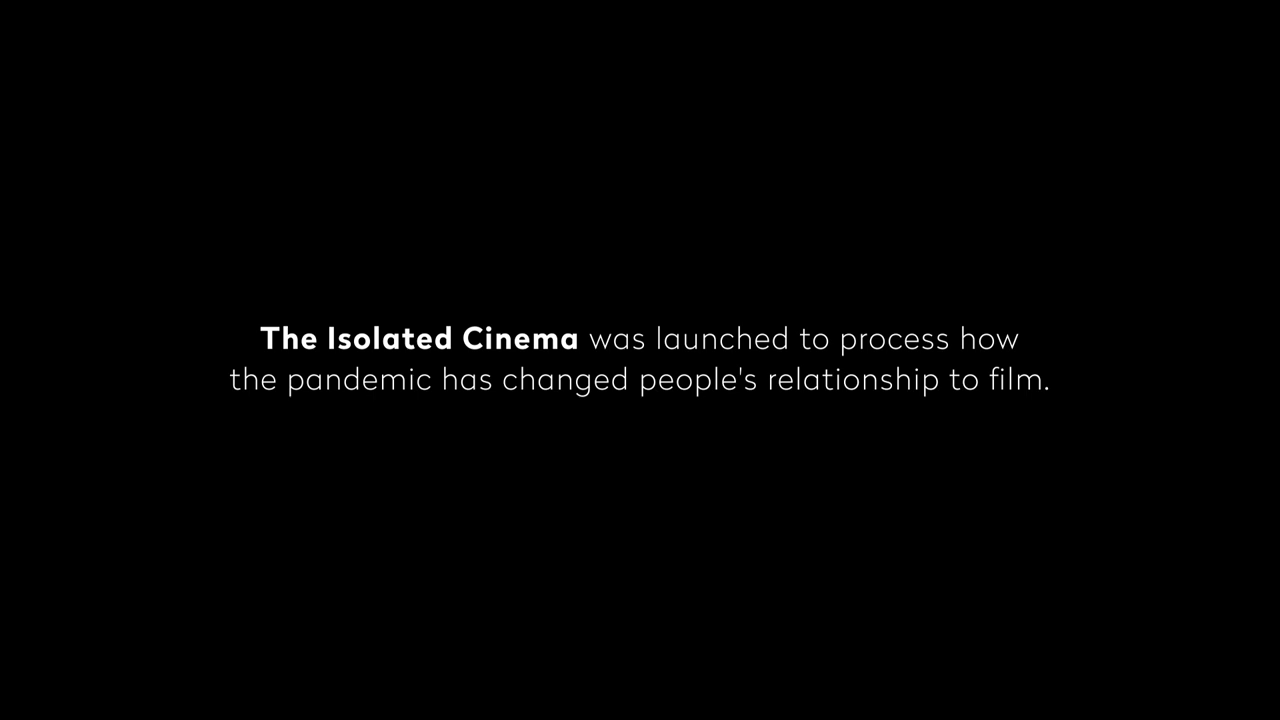 The Isolated Cinema was launched to process how
the pandemic has changed people's relationship to film.